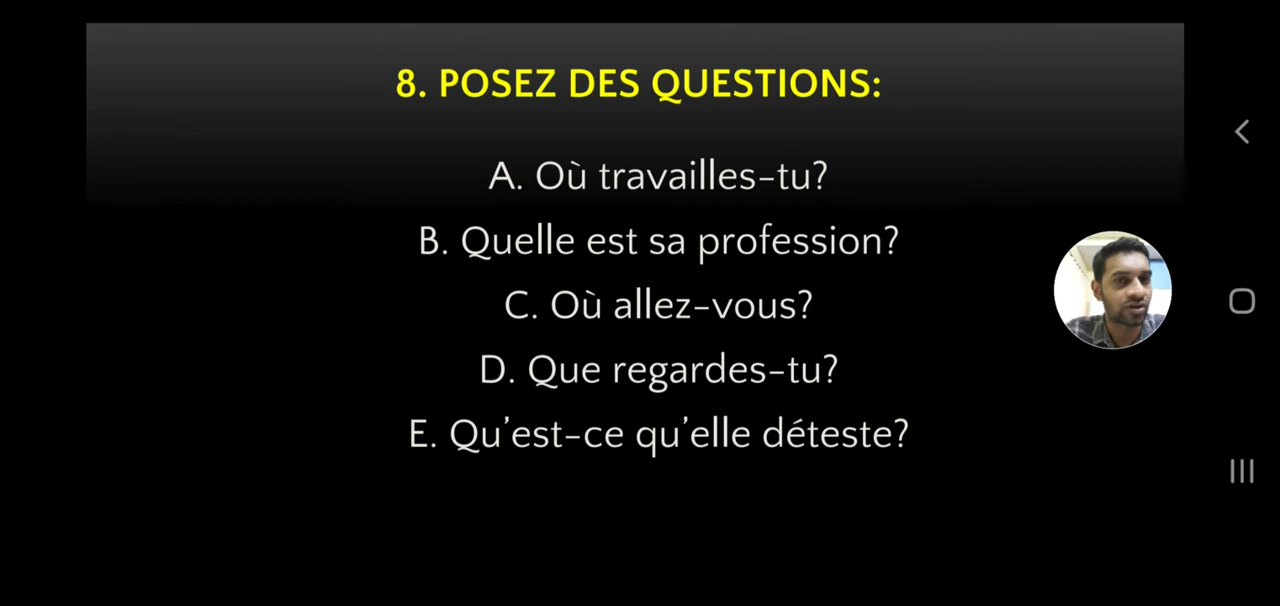 8. POSEZ DES QUESTIONS:
A. Où travailles-tu?
B. Quelle est sa profession?
C. Où allez-vous?
D. Que regardes-tu?
E. Qu’est-ce qu’elle déteste?